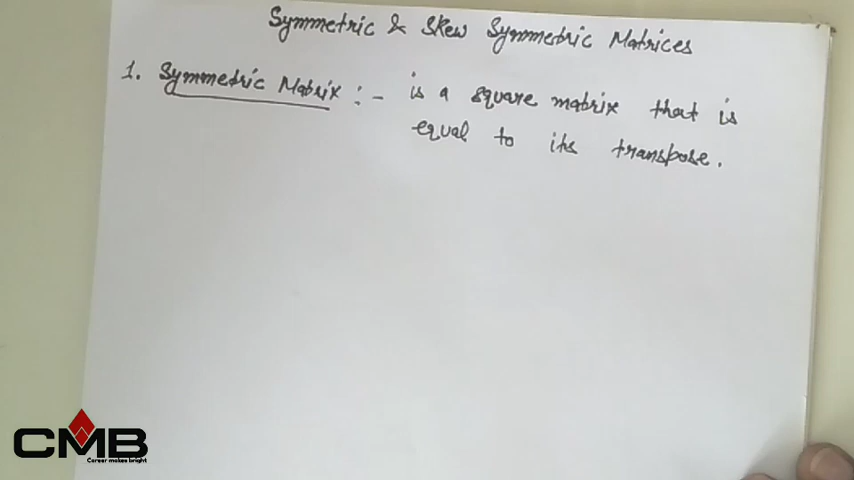 Symmetric & Skew Symmetric Matrices
1. Symmetric Matrix :- is a square matrix that is
equal to its transpose.
CMB
Career makes bright